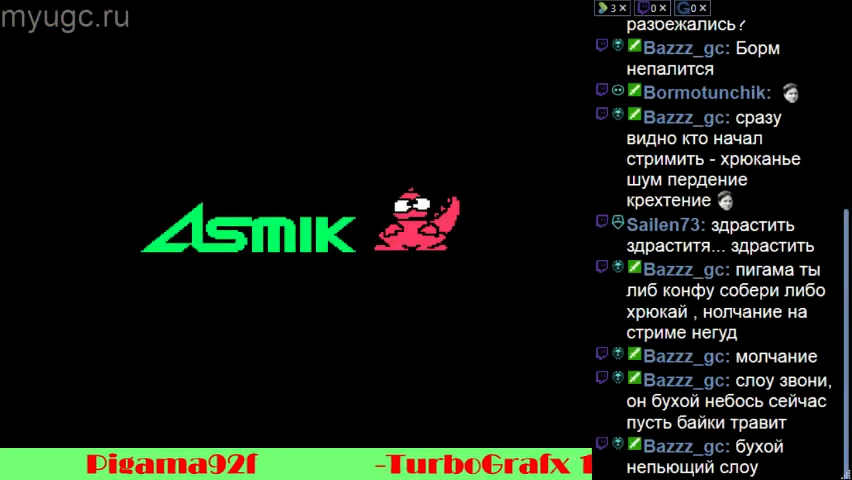 myugc.ru
ASMIK
Pigama92f -TurboGrafx 1
3 × 0 × G0 ×
разбежались?
Bazzz_gc: Борм
непалится
Bormotunchik:
Bazzz_gc: сразу
видно кто начал
стримить - хрюканье
шум пердение
крехтение
Sailen73: здрастить
здраститя... здрастить
Bazzz_gc: пигама ты
либ конфу собери либо
хрюкай , нолчание на
стриме негуд
Bazzz_gc: молчание
Bazzz_gc: слоу звони,
он бухой небось сейчас
пусть байки травит
Bazzz_gc: бухой
непьющий слоу